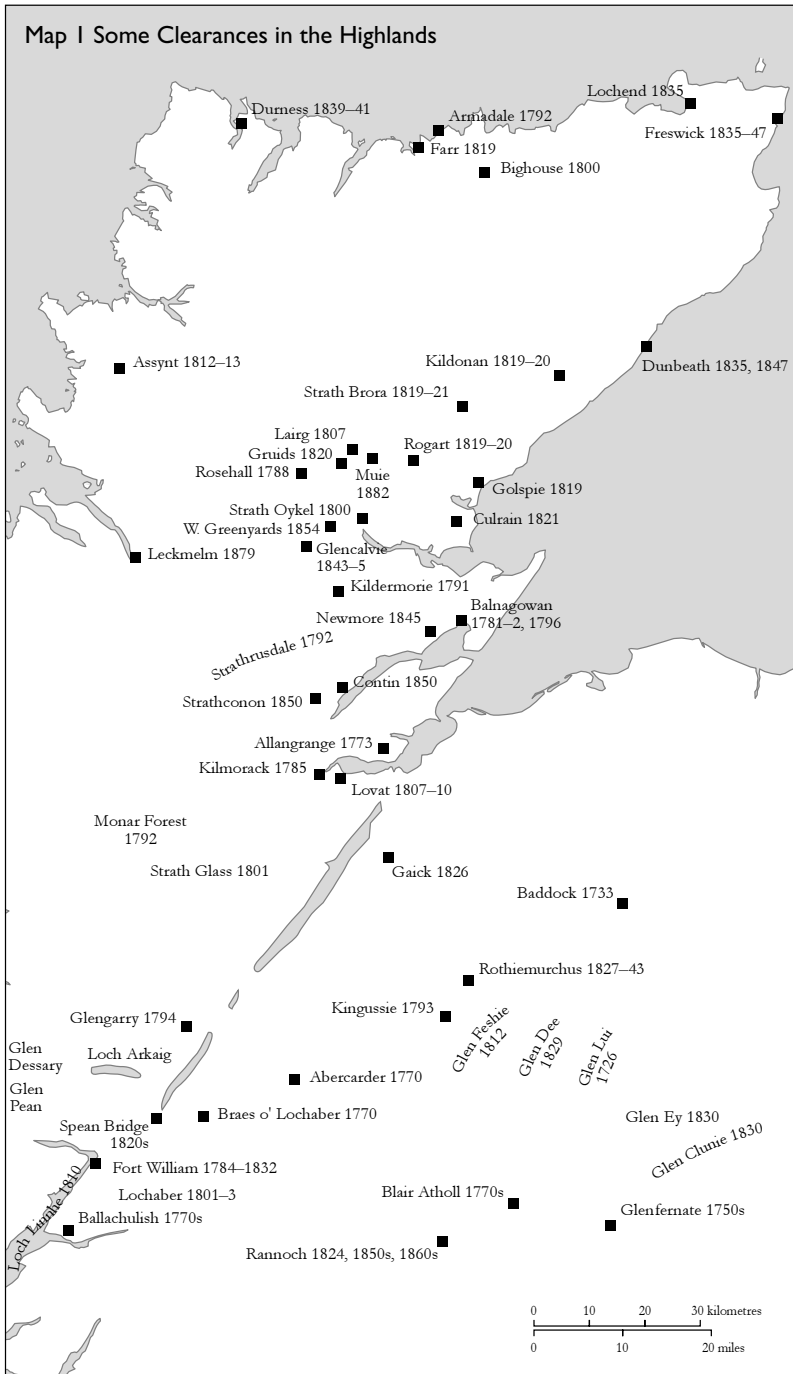 Map 1 Some Clearances in the Highlands
Lochend 1835
Durness 1839–41
Armadale 1792
Freswick 1835–47
Farr 1819
Bighouse 1800
Assynt 1812–13
Kildonan 1819–20
Dunbeath 1835, 1847
Strath Brora 1819–21
Lairg 1807
Rogart 1819–20
Gruids 1820
Rosehall 1788
Muie
1882
Golspie 1819
Strath Oykel 1800
Culrain 1821
W. Greenyards 1854
Leckmelm 1879
Glencalvie
1843–5
Kildermorie 1791
Balnagowan
1781–2, 1796
Newmore 1845
Strathrusdale 1792
Contin 1850
Strathconon 1850
Allangrange 1773
Kilmorack 1785
Lovat 1807–10
Monar Forest
1792
Strath Glass 1801
Gaick 1826
Baddock 1733
Rothiemurchus 1827–43
Kingussie 1793
Glengarry 1794
Glen Feshie
1812
Glen Dee
1829
Glen Lui
1726
Glen
Dessary
Loch Arkaig
Glen
Pean
Abercarder 1770
Spean Bridge
1820s
Braes o' Lochaber 1770
Glen Ey 1830
Glen Clunie 1830
Fort William 1784–1832
Lochaber 1801–3
Loch Linnhe 1810
Ballachulish 1770s
Blair Atholl 1770s
Glenfernate 1750s
Rannoch 1824, 1850s, 1860s
0 10 20 30 kilometres
0 10 20 miles